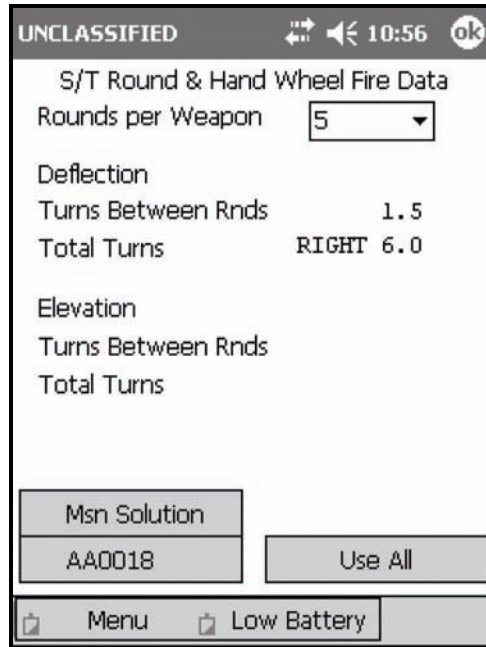 UNCLASSIFIED 10:56 ok
S/T Round & Hand Wheel Fire Data
Rounds per Weapon 5
Deflection
Turns Between Rnds 1.5
Total Turns RIGHT 6.0
Elevation
Turns Between Rnds
Total Turns
Msn Solution
AA0018 Use All
Menu Low Battery